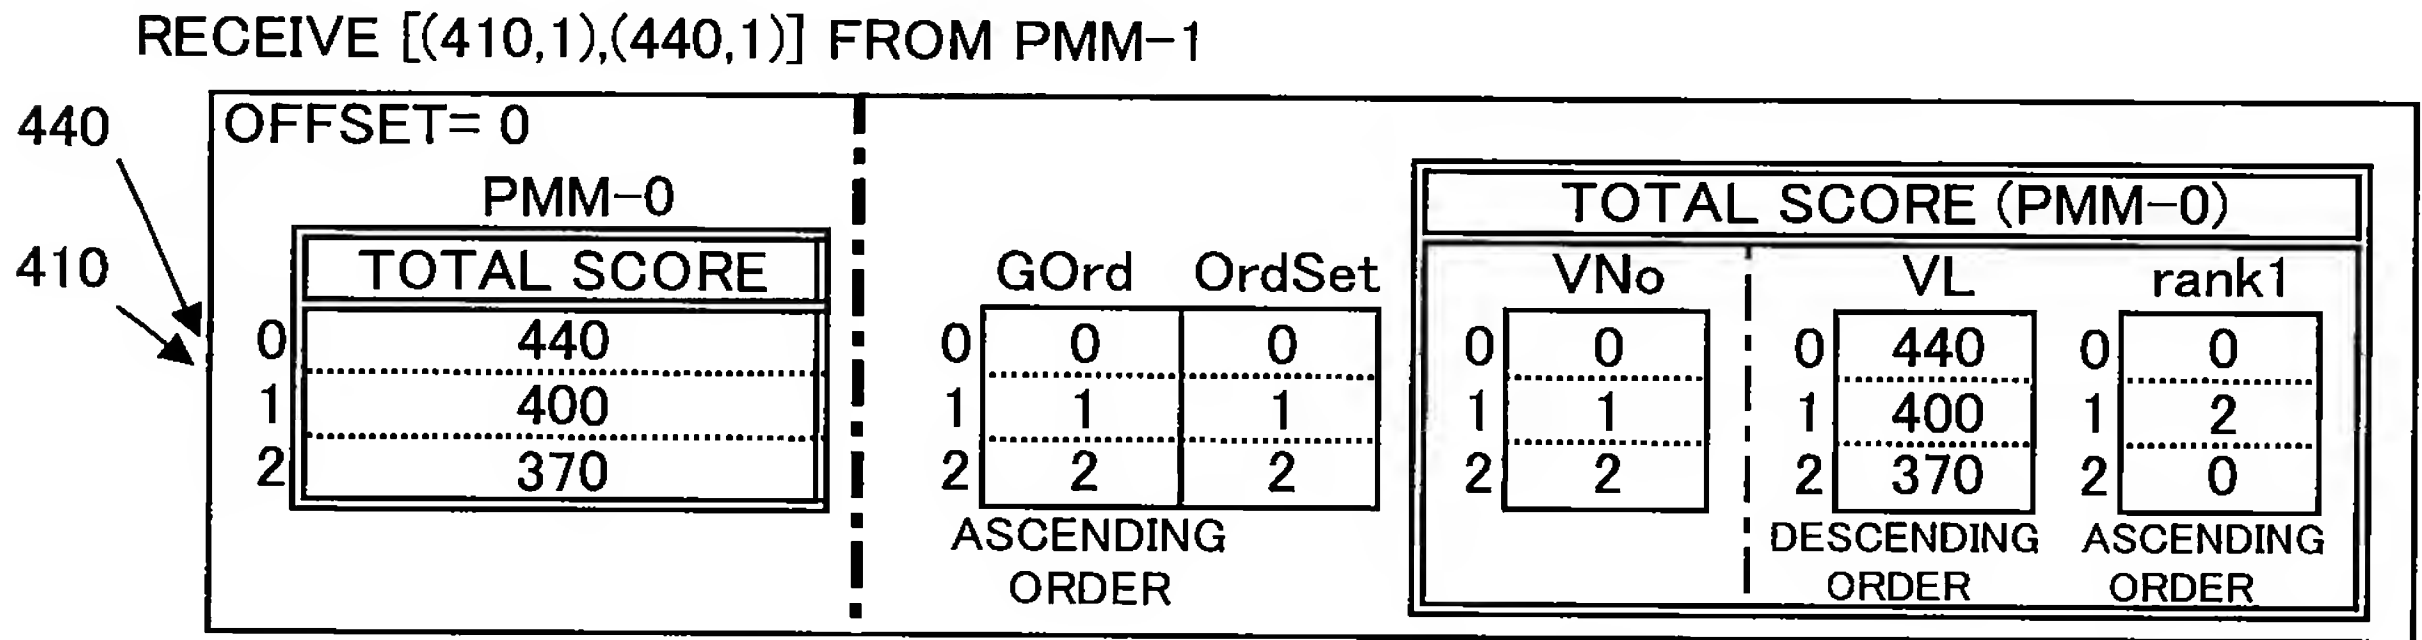 RECEIVE [(410,1),(440,1)] FROM PMM-1
440
410
OFFSET= 0
PMM-0
TOTAL SCORE
0 440
1 400
2 370
GOrd OrdSet
0 0 0
1 1 1
2 2 2
ASCENDING
ORDER
TOTAL SCORE (PMM-0)
VNo VL rank1
0 0 0 440 0 0
1 1 1 400 1 2
2 2 2 370 2 0
DESCENDING ASCENDING
ORDER ORDER